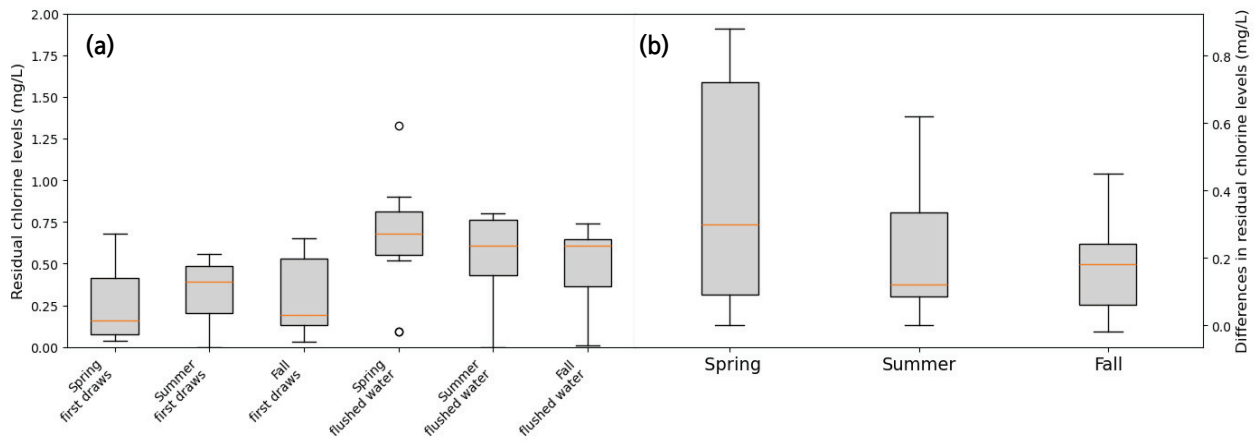 (a)
(b)
Residual chlorine levels (mg/L)
2.00
1.75
1.50
1.25
1.00
0.75
0.50
0.25
0.00
Spring
first draws
Summer
first draws
Fall
first draws
Spring
flushed water
Summer
flushed water
Fall
flushed water
Spring
Summer
Fall
0.8
0.6
0.4
0.2
0.0
Differences in residual chlorine levels (mg/L)